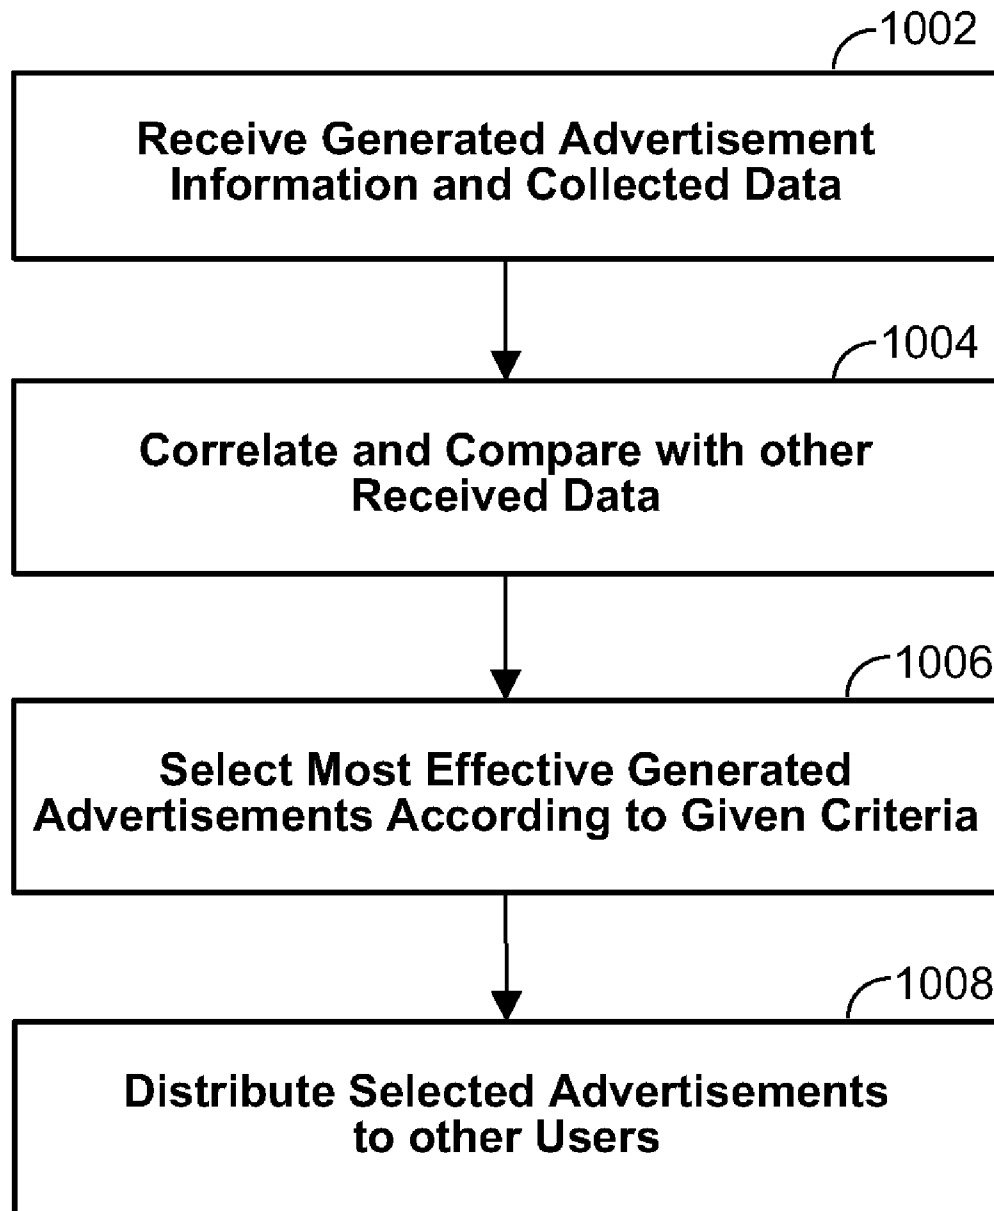 1002
Receive Generated Advertisement
Information and Collected Data
1004
Correlate and Compare with other
Received Data
1006
Select Most Effective Generated
Advertisements According to Given Criteria
1008
Distribute Selected Advertisements
to other Users